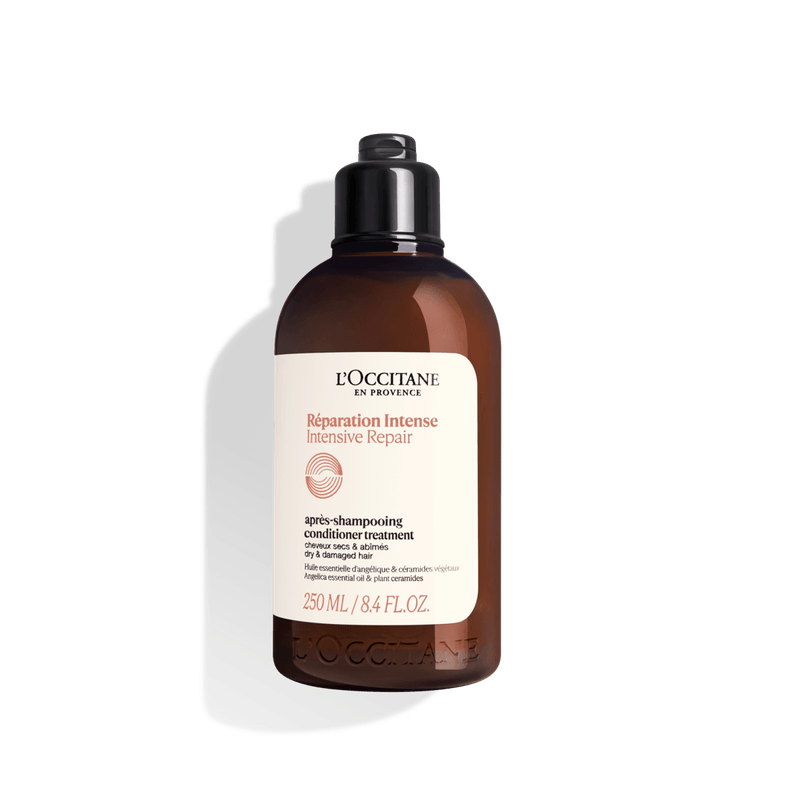 L'OCCITANE
EN PROVENCE
Réparation Intense
Intensive Repair
après-shampooing
conditioner treatment
cheveux secs & abîmés
dry & damaged hair
Huile essentielle d'angélique & céramides végétaux
Angelica essential oil & plant ceramides
250 ML / 8.4 FL.OZ.
L'OCCITANE